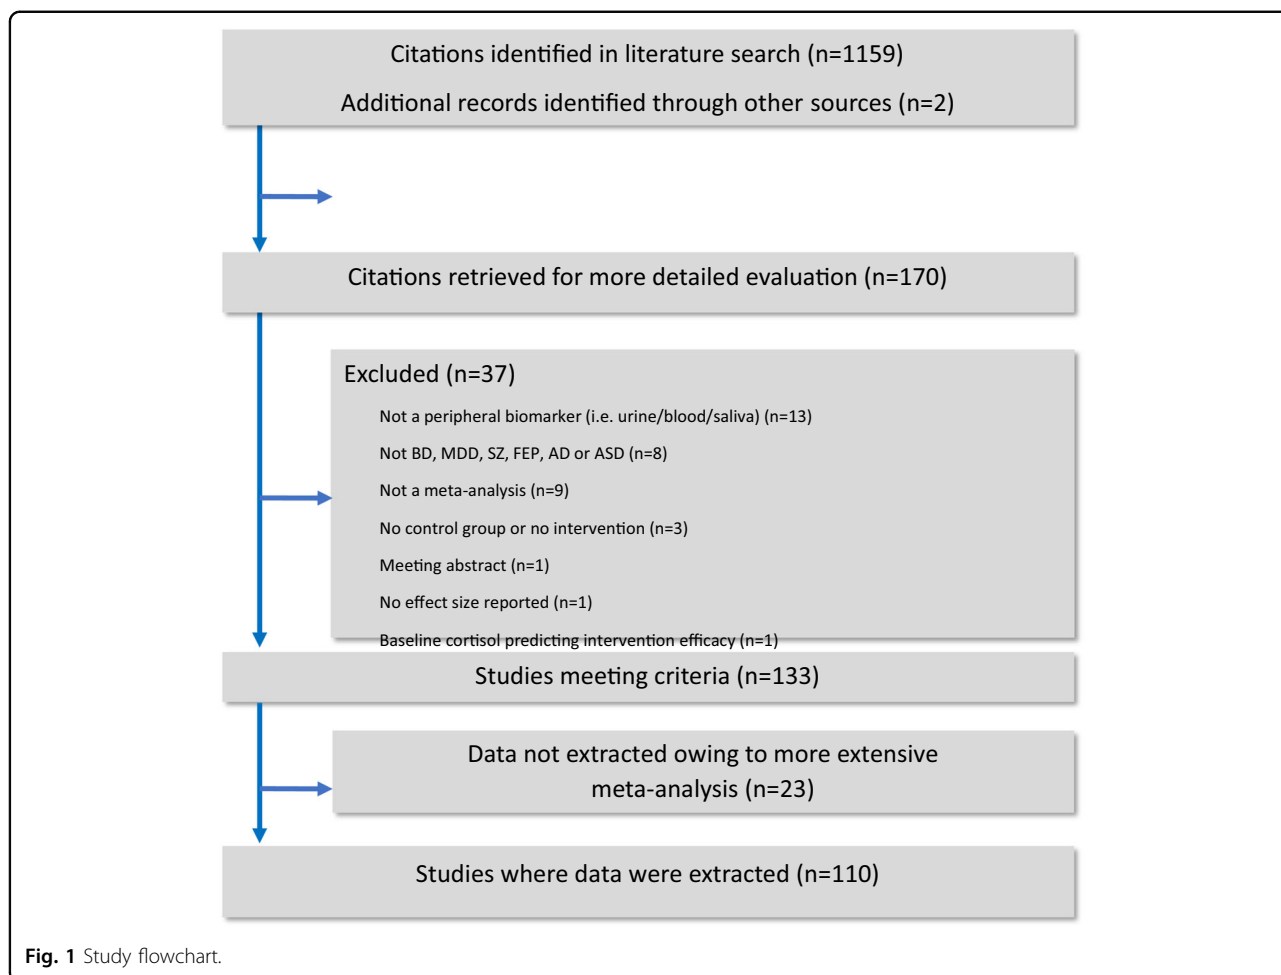 Citations identified in literature search (n=1159)
Additional records identified through other sources (n=2)
Citations retrieved for more detailed evaluation (n=170)
Excluded (n=37)
Not a peripheral biomarker (i.e. urine/blood/saliva) (n=13)
Not BD, MDD, SZ, FEP, AD or ASD (n=8)
Not a meta-analysis (n=9)
No control group or no intervention (n=3)
Meeting abstract (n=1)
No effect size reported (n=1)
Baseline cortisol predicting intervention efficacy (n=1)
Studies meeting criteria (n=133)
Data not extracted owing to more extensive
meta-analysis (n=23)
Studies where data were extracted (n=110)
Fig. 1 Study flowchart.